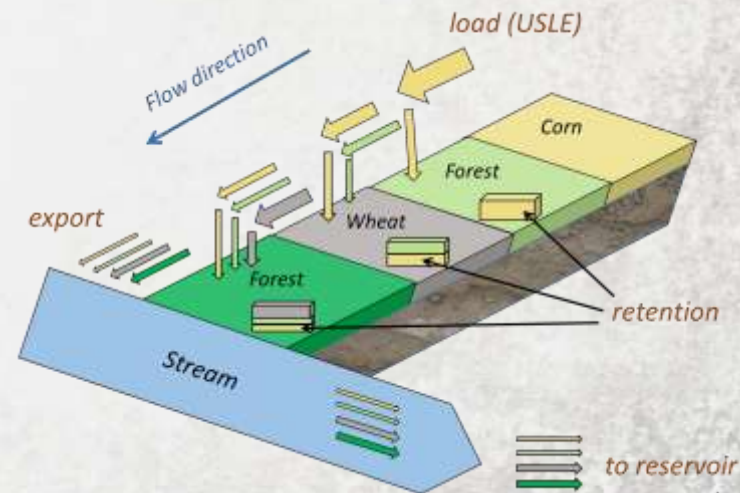 load (USLE)
Flow direction
Corn
Forest
Wheat
export
Forest
retention
Stream
to reservoir